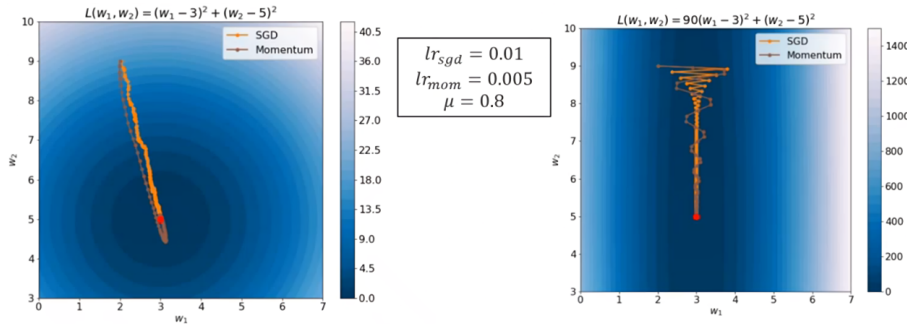 L(w₁, w₂) = (w₁ − 3)² + (w₂ − 5)²
10
9
8
7
6
5
4
3
w₂
0 1 2 3 4 5 6 7
w₁
SGD
Momentum
40.5
36.0
31.5
27.0
22.5
18.0
13.5
9.0
4.5
0.0
lr_sgd = 0.01
lr_mom = 0.005
μ = 0.8
L(w₁, w₂) = 90(w₁ − 3)² + (w₂ − 5)²
10
9
8
7
6
5
4
3
w₂
0 1 2 3 4 5 6 7
w₁
SGD
Momentum
1400
1200
1000
800
600
400
200
0